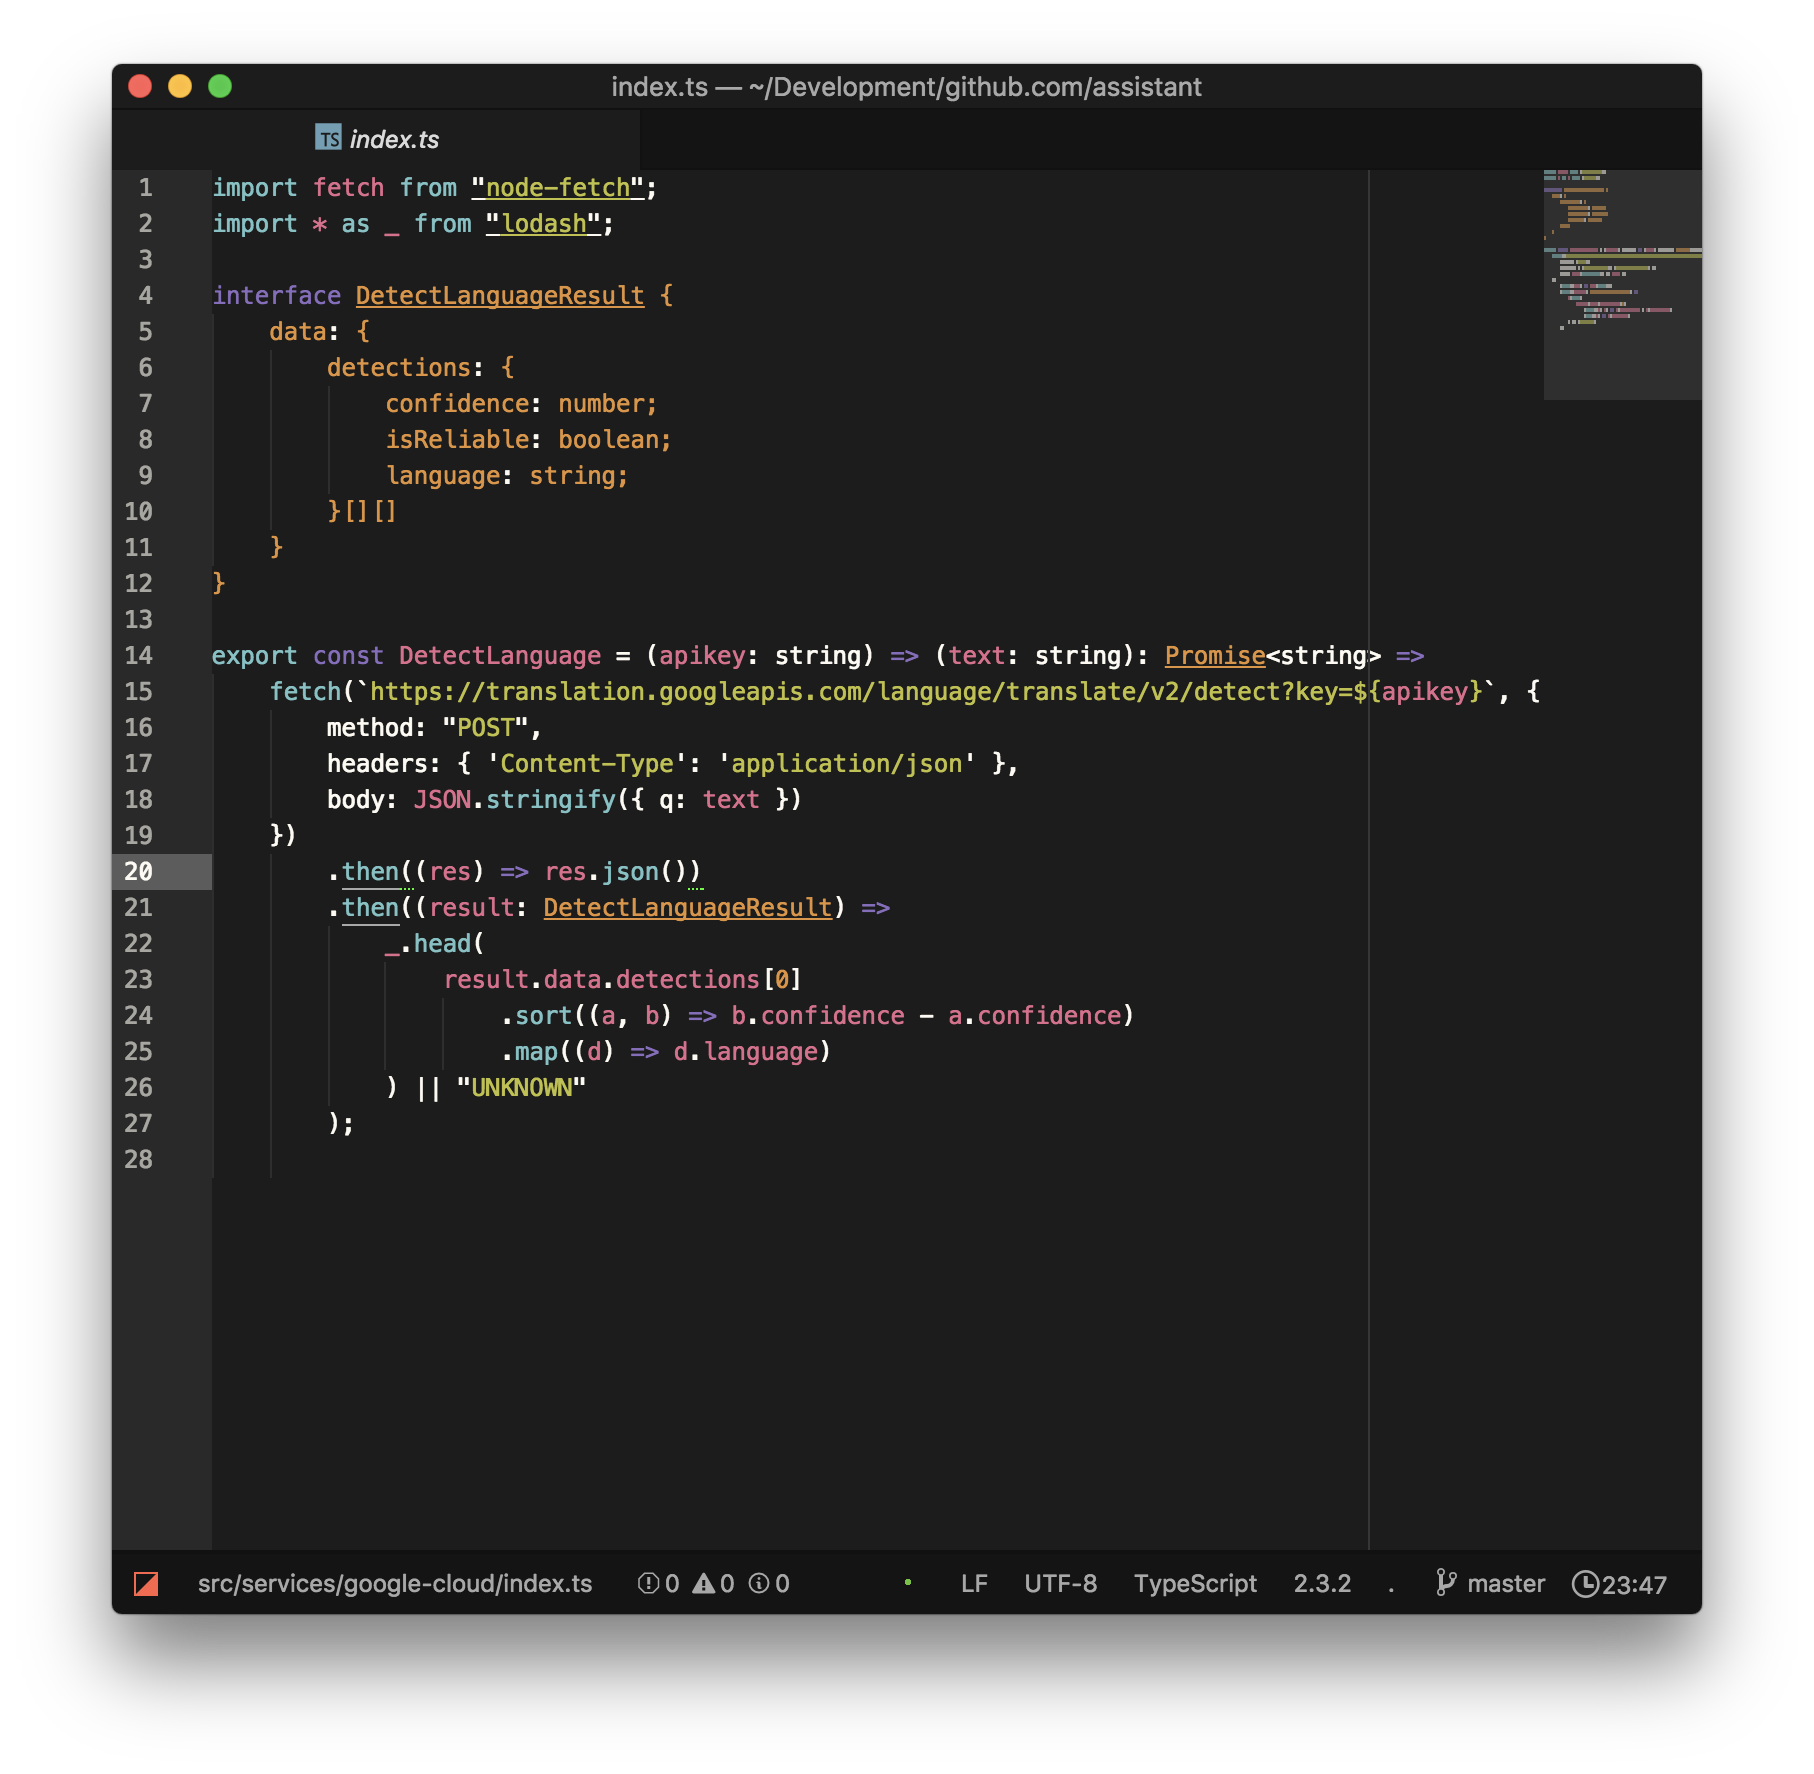 index.ts — ~/Development/github.com/assistant
TS index.ts
1 import fetch from "node-fetch";
2 import * as _ from "lodash";
3
4 interface DetectLanguageResult {
5     data: {
6         detections: {
7             confidence: number;
8             isReliable: boolean;
9             language: string;
10         }[][]
11     }
12 }
13
14 export const DetectLanguage = (apikey: string) => (text: string): Promise<string> =>
15     fetch(`https://translation.googleapis.com/language/translate/v2/detect?key=${apikey}`, {
16         method: "POST",
17         headers: { 'Content-Type': 'application/json' },
18         body: JSON.stringify({ q: text })
19     })
20         .then((res) => res.json())
21         .then((result: DetectLanguageResult) =>
22             _.head(
23                 result.data.detections[0]
24                     .sort((a, b) => b.confidence - a.confidence)
25                     .map((d) => d.language)
26             ) || "UNKNOWN"
27         );
28
src/services/google-cloud/index.ts 0 0 0 LF UTF-8 TypeScript 2.3.2 . master 23:47